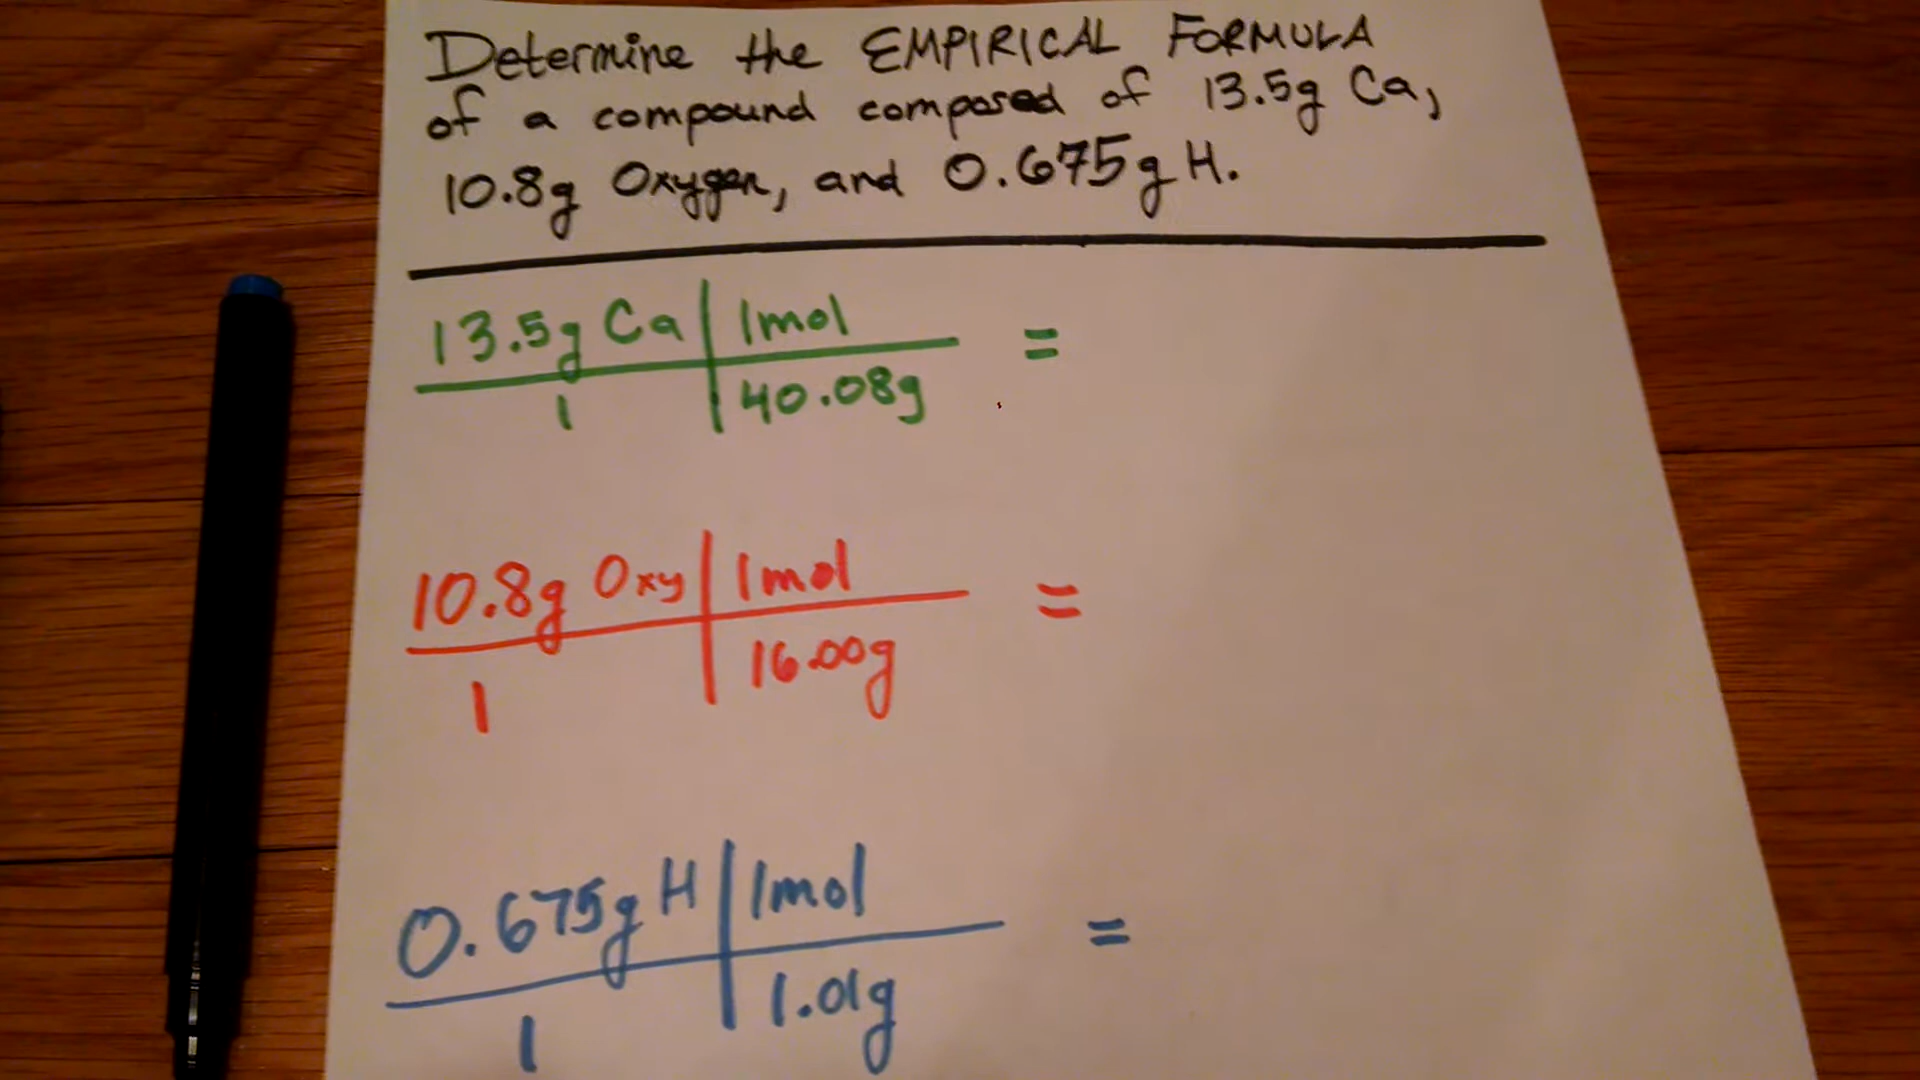 Determine the EMPIRICAL FORMULA
of a compound composed of 13.5g Ca,
10.8g Oxygen, and 0.675g H.
13.5g Ca 1mol =
1 40.08g
10.8g Oxy 1mol =
1 16.00g
0.675g H 1mol =
1 1.01g